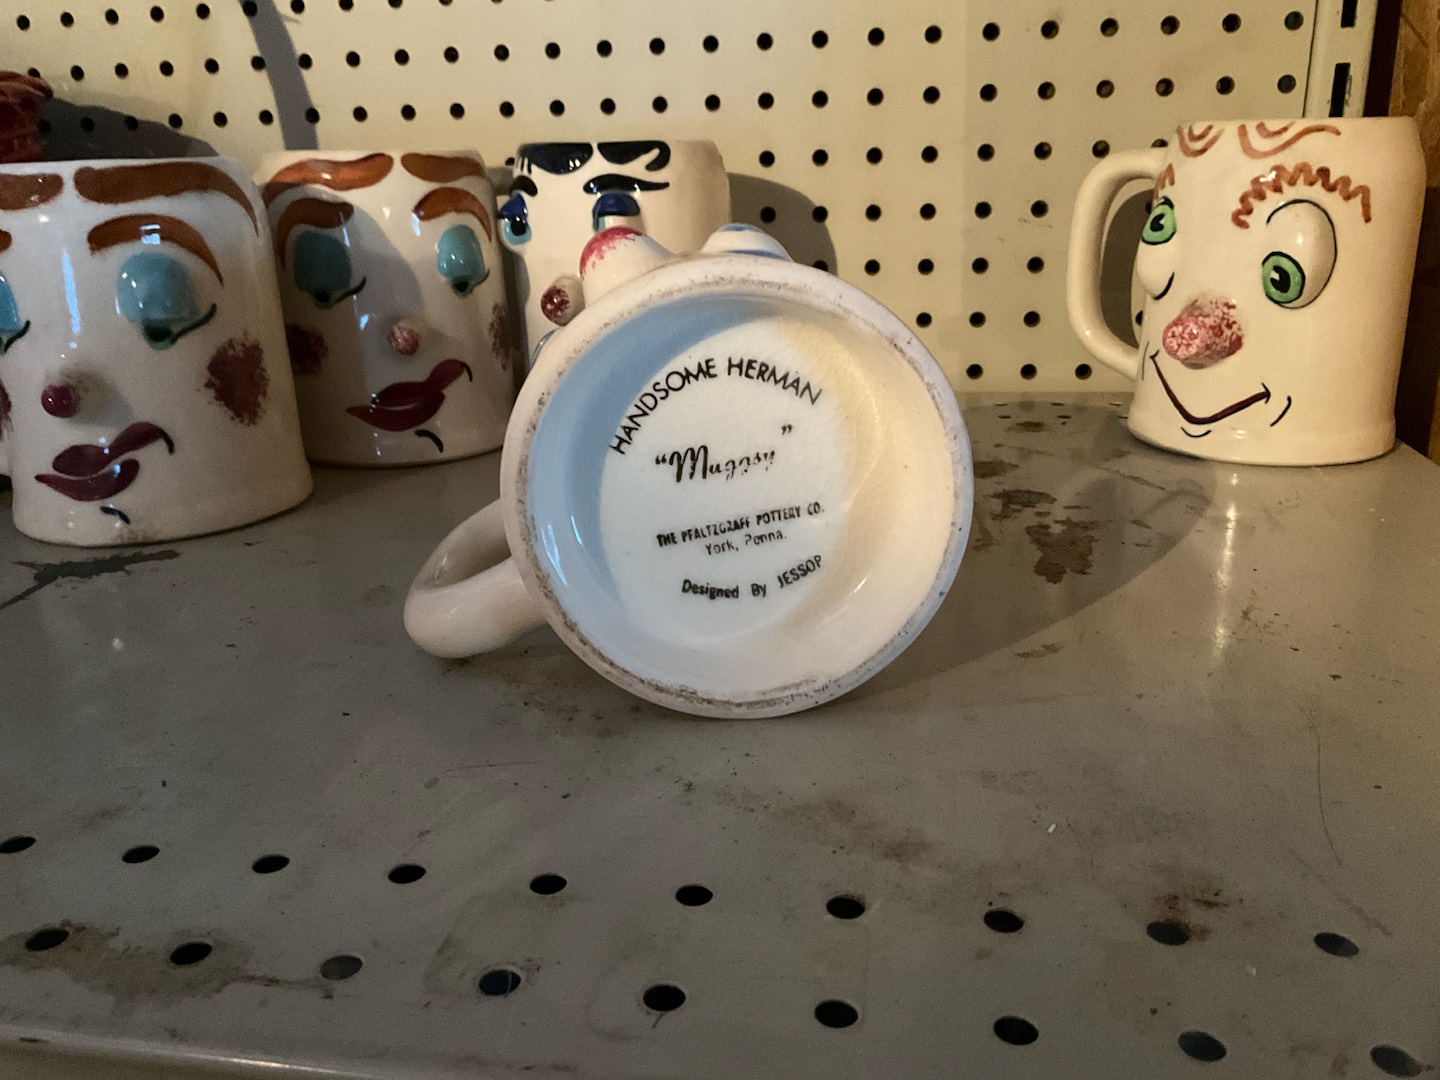 HANDSOME HERMAN
"Muggsy"
THE PFALTZGRAFF POTTERY CO.
York, Penna.
Designed By JESSOP